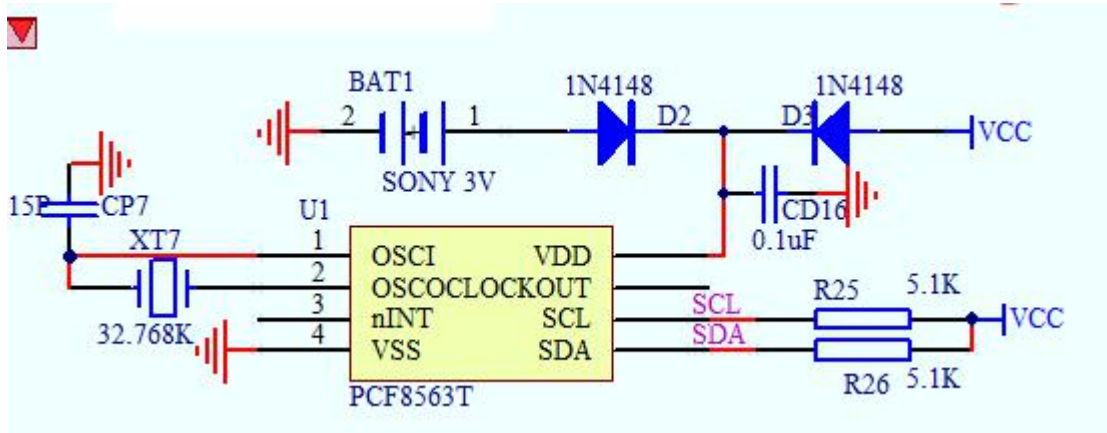 BAT1
1N4148
1N4148
2
1
D2
D3
VCC
SONY 3V
15P
CP7
CD16
0.1uF
U1
XT7
1
OSCI
VDD
2
OSCO
CLOCKOUT
3
nINT
SCL
SCL
R25
5.1K
VCC
32.768K
4
VSS
SDA
SDA
R26
5.1K
PCF8563T